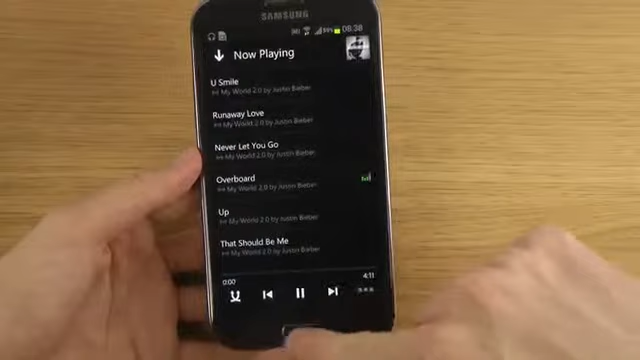 SAMSUNG
08:38
Now Playing
U Smile
My World 2.0 by Justin Bieber
Runaway Love
My World 2.0 by Justin Bieber
Never Let You Go
My World 2.0 by Justin Bieber
Overboard
My World 2.0 by Justin Bieber
Up
My World 2.0 by Justin Bieber
That Should Be Me
My World 2.0 by Justin Bieber
0:00
4:11